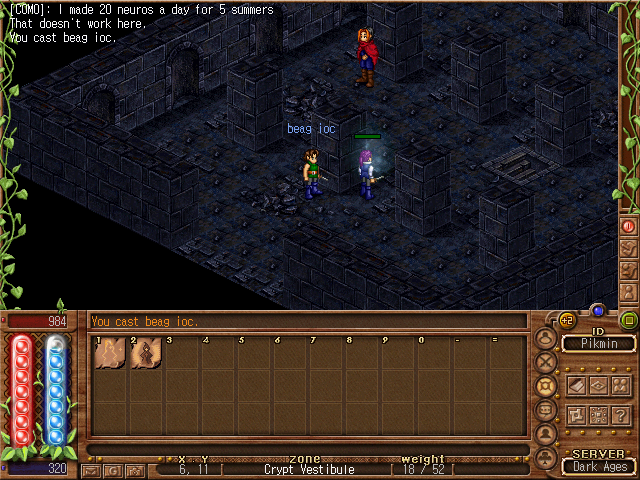 [COMO]: I made 20 neuros a day for 5 summers
That doesn't work here.
You cast beag ioc.
beag ioc
984
You cast beag ioc.
+2
ID
Pikmin
1 2 3 4 5 6 7 8 9 0 - =
SERVER
Dark Ages
X Y ZONE weight
320
G
6, 11 [ Crypt Vestibule ] 18 / 52 [
?